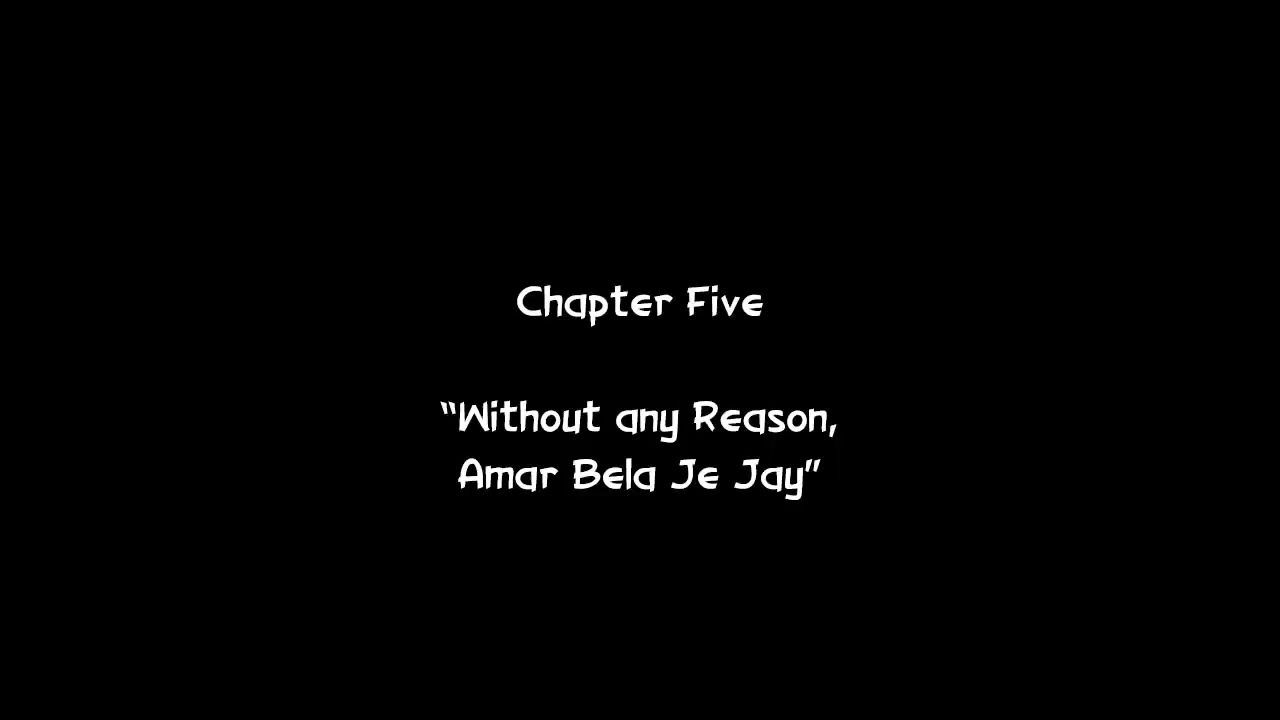 Chapter Five
“Without any Reason,
Amar Bela Je Jay”